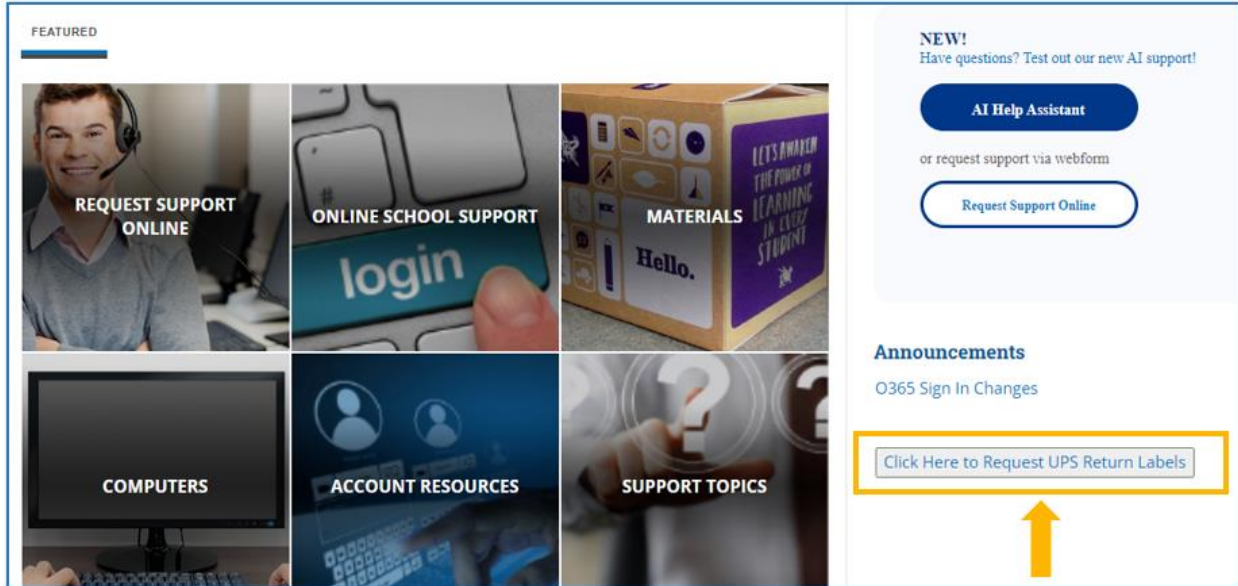 FEATURED
REQUEST SUPPORT
ONLINE
ONLINE SCHOOL SUPPORT
#
login
MATERIALS
LET'S AWAKEN
THE POWER OF
LEARNING
IN EVERY
STUDENT
Hello.
COMPUTERS
ACCOUNT RESOURCES
SUPPORT TOPICS
?
NEW!
Have questions? Test out our new AI support!
AI Help Assistant
or request support via webform
Request Support Online
Announcements
O365 Sign In Changes
Click Here to Request UPS Return Labels